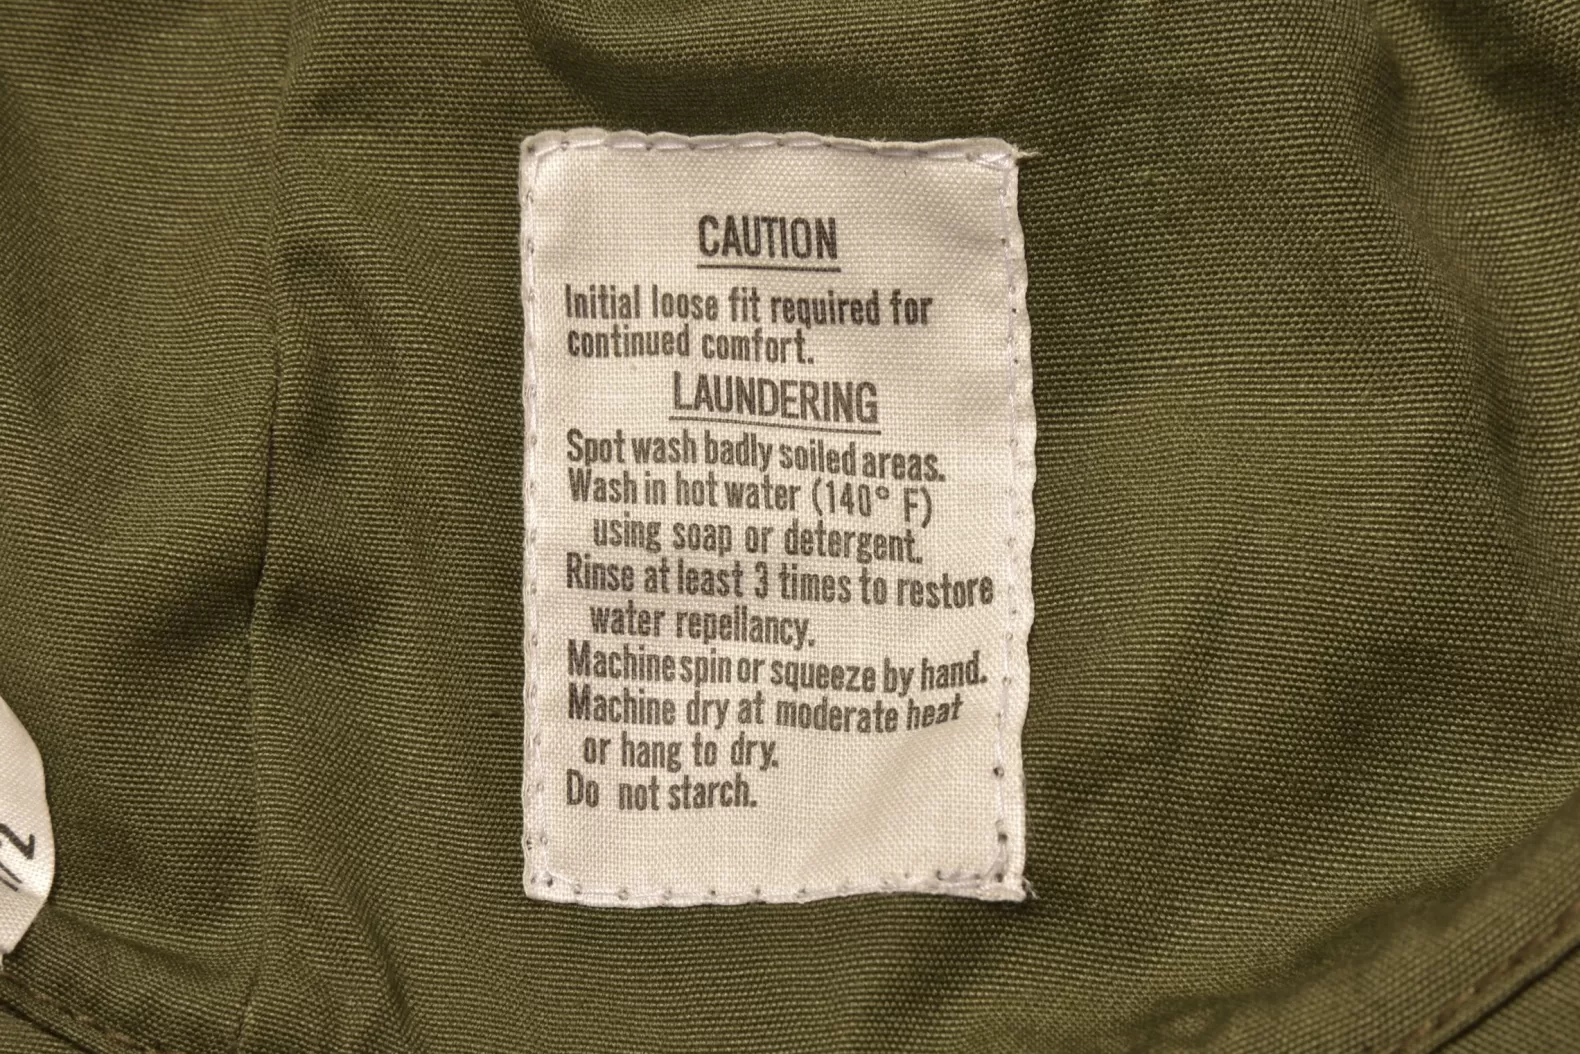 CAUTION
Initial loose fit required for
continued comfort.
LAUNDERING
Spot wash badly soiled areas.
Wash in hot water (140° F)
using soap or detergent.
Rinse at least 3 times to restore
water repellancy.
Machine spin or squeeze by hand.
Machine dry at moderate heat
or hang to dry.
Do not starch.